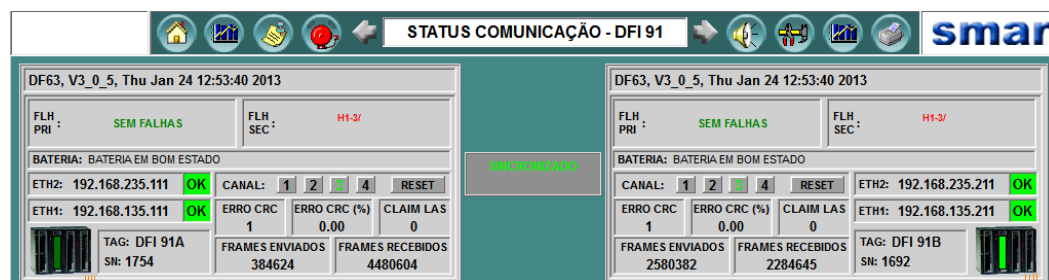 STATUS COMUNICAÇÃO - DFI 91
smar
DF63, V3_0_5, Thu Jan 24 12:53:40 2013
FLH PRI : SEM FALHAS
FLH SEC : H1-3/
BATERIA: BATERIA EM BOM ESTADO
ETH2: 192.168.235.111 OK
CANAL: 1 2 3 4 RESET
ETH1: 192.168.135.111 OK
ERRO CRC ERRO CRC (%) CLAIM LAS
1 0.00 0
TAG: DFI 91A
SN: 1754
FRAMES ENVIADOS FRAMES RECEBIDOS
384624 4480604
SINCRONIZADO
DF63, V3_0_5, Thu Jan 24 12:53:40 2013
FLH PRI : SEM FALHAS
FLH SEC : H1-3/
BATERIA: BATERIA EM BOM ESTADO
CANAL: 1 2 3 4 RESET
ETH2: 192.168.235.211 OK
ERRO CRC ERRO CRC (%) CLAIM LAS
1 0.00 0
ETH1: 192.168.135.211 OK
FRAMES ENVIADOS FRAMES RECEBIDOS
2580382 2284645
TAG: DFI 91B
SN: 1692